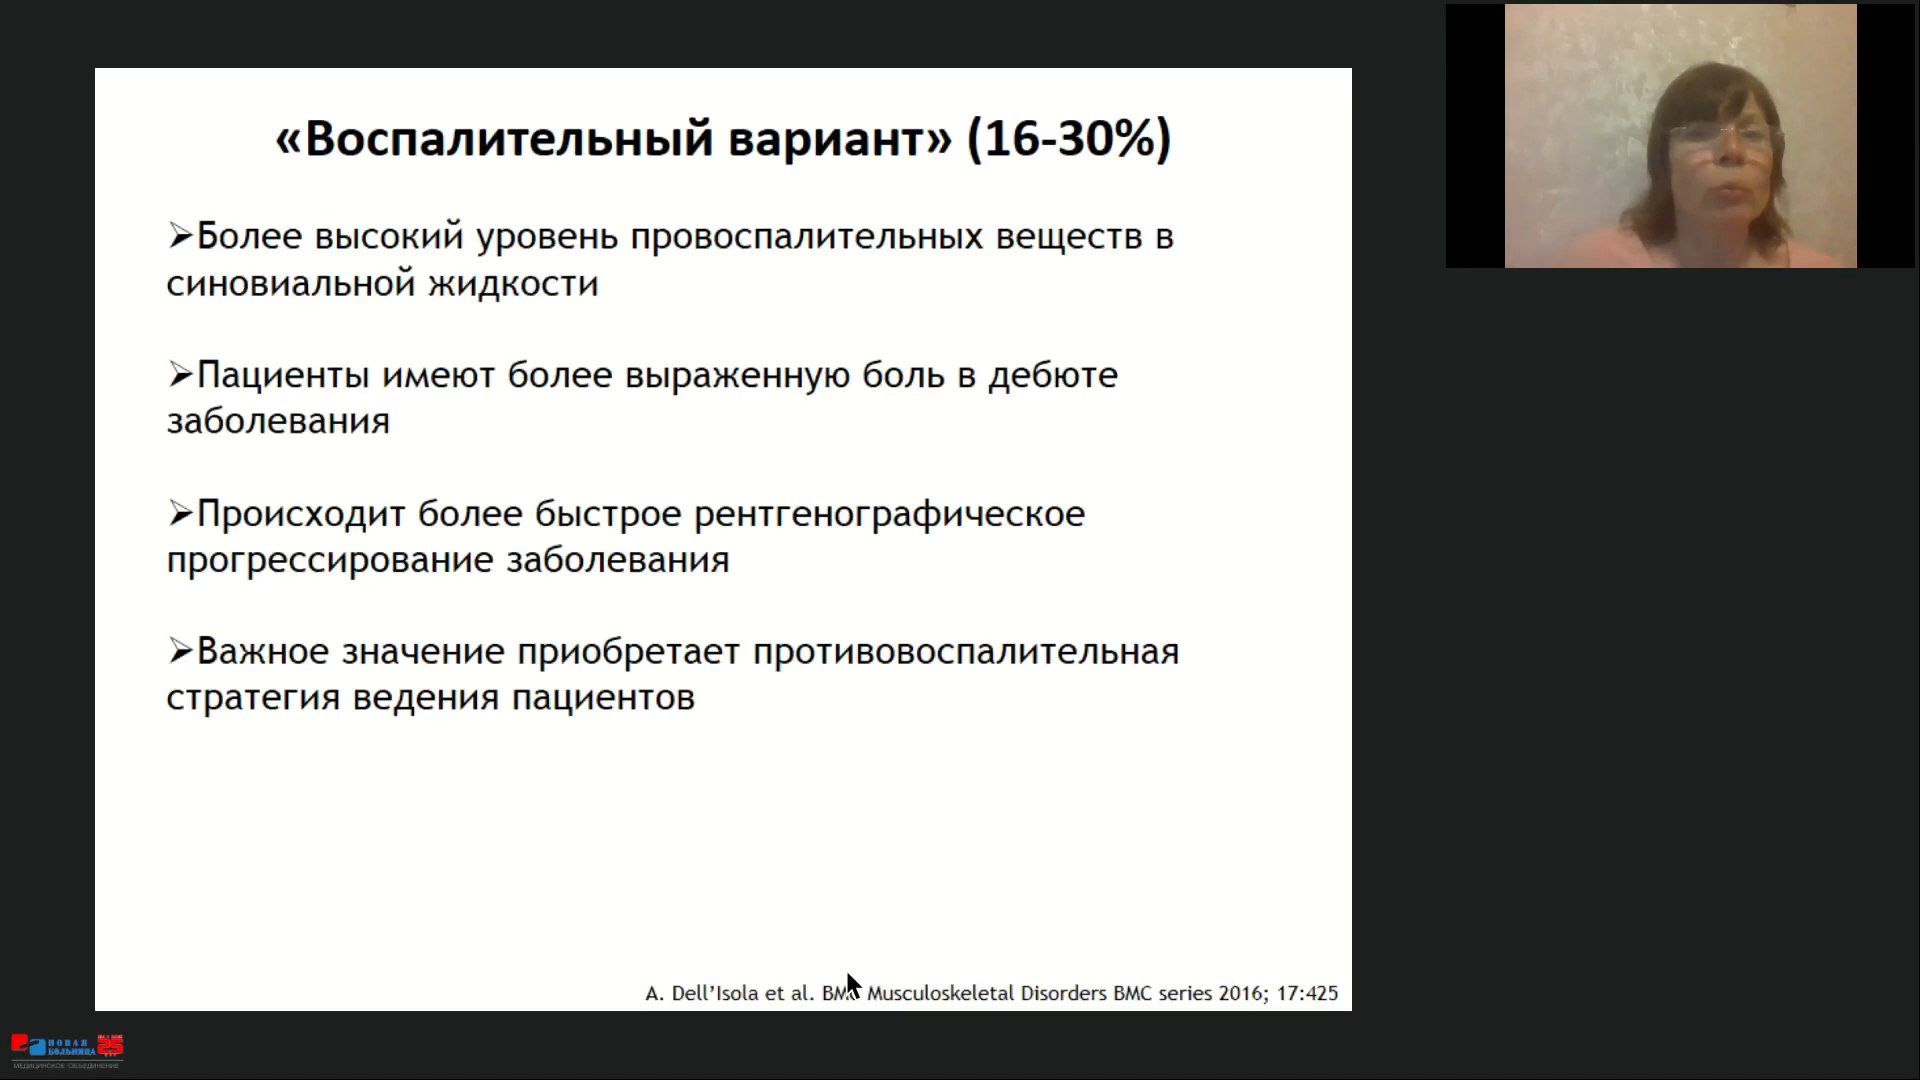 «Воспалительный вариант» (16-30%)
➢Более высокий уровень провоспалительных веществ в
синовиальной жидкости
➢Пациенты имеют более выраженную боль в дебюте
заболевания
➢Происходит более быстрое рентгенографическое
прогрессирование заболевания
➢Важное значение приобретает противовоспалительная
стратегия ведения пациентов
A. Dell’Isola et al. BMC Musculoskeletal Disorders BMC series 2016; 17:425
НОВАЯ
БОЛЬНИЦА
25
МЕДИЦИНСКОЕ ОБЪЕДИНЕНИЕ